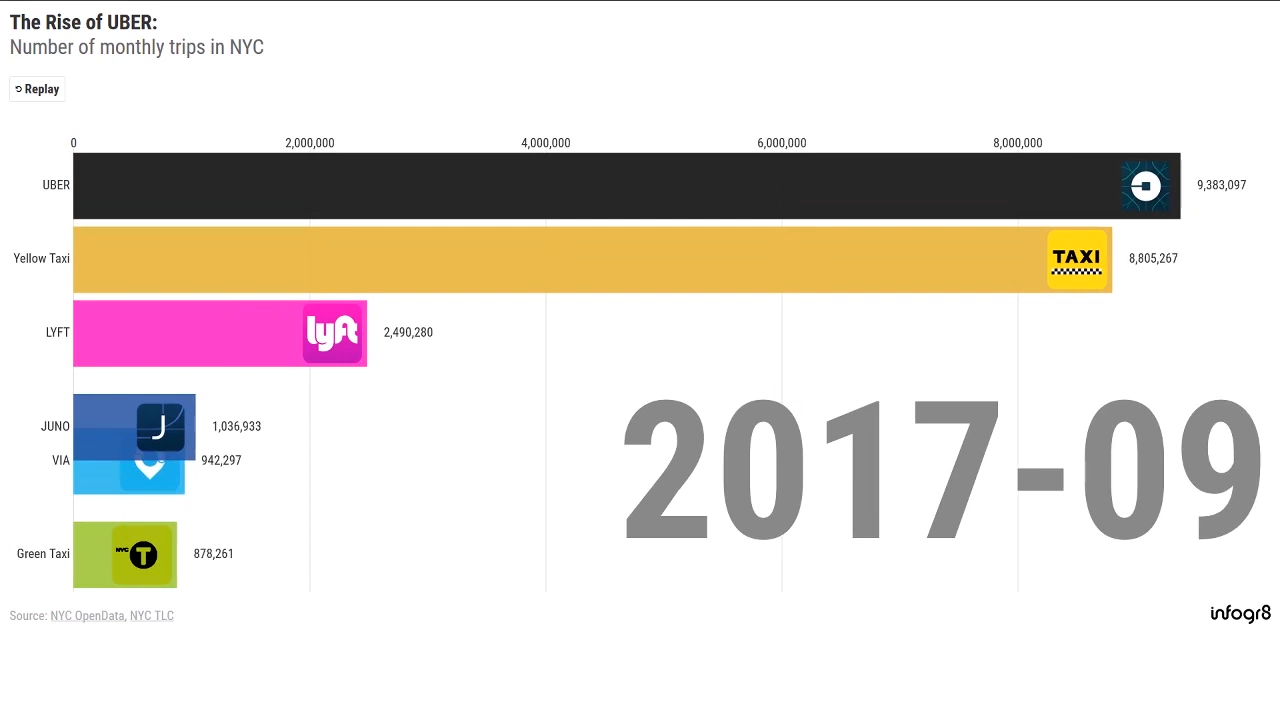 The Rise of UBER:
Number of monthly trips in NYC
Replay
0 2,000,000 4,000,000 6,000,000 8,000,000
UBER 9,383,097
Yellow Taxi TAXI 8,805,267
LYFT lyft 2,490,280
JUNO J 1,036,933
VIA 942,297
Green Taxi NYC T 878,261
2017-09
Source: NYC OpenData, NYC TLC
infogr8